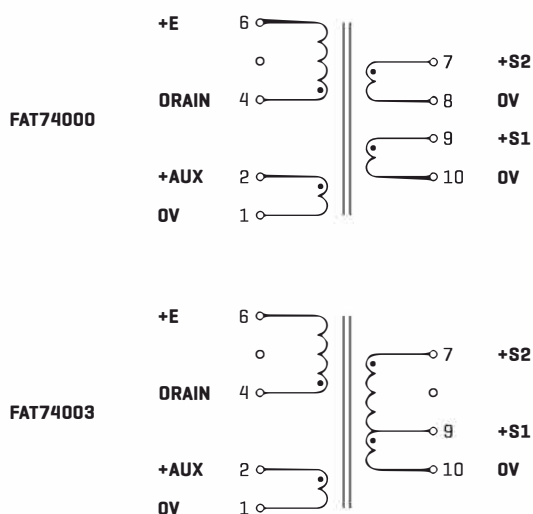 +E 6
7 +S2
DRAIN 4
8 0V
FAT74000
9 +S1
+AUX 2
10 0V
0V 1
+E 6
7 +S2
DRAIN 4
FAT74003
9 +S1
+AUX 2
10 0V
0V 1